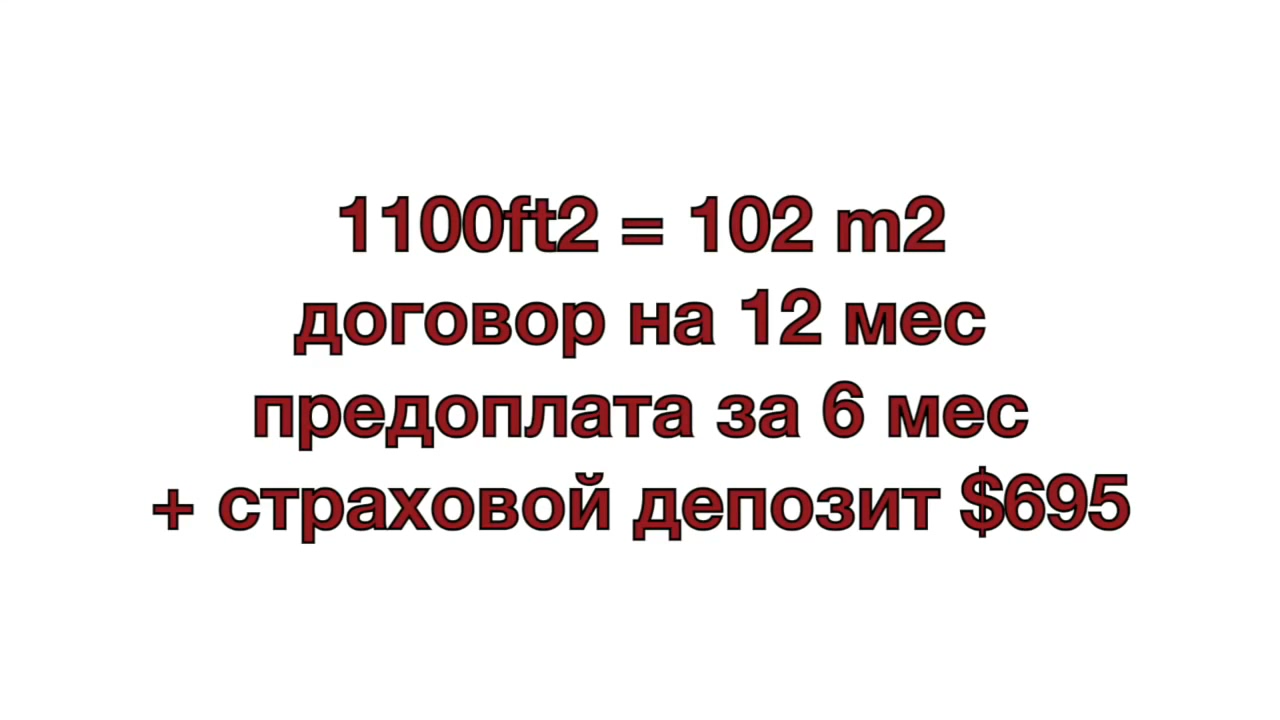 1100ft2 = 102 m2
договор на 12 мес
предоплата за 6 мес
+ страховой депозит $695